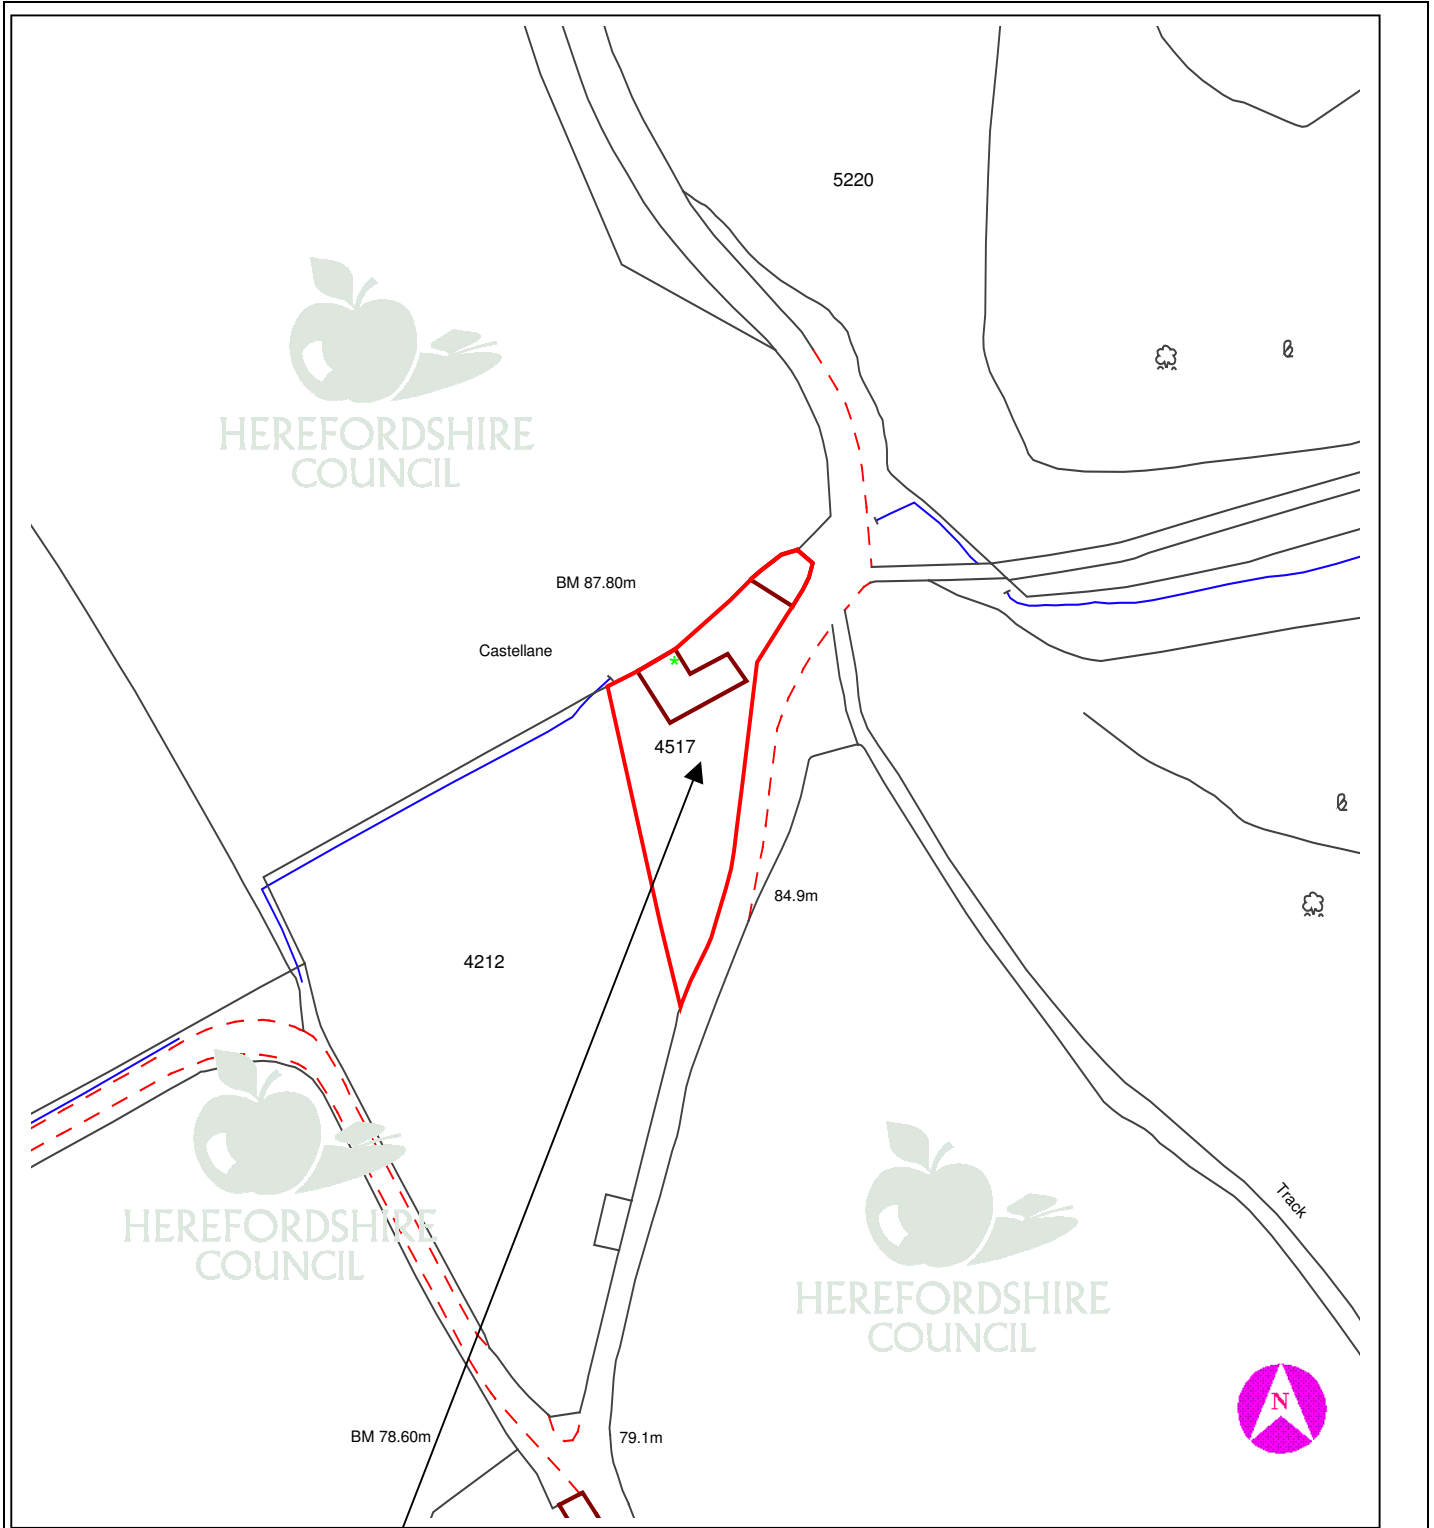 5220
HEREFORDSHIRE
COUNCIL
BM 87.80m
Castellane
4517
84.9m
4212
HEREFORDSHIRE
COUNCIL
Track
HEREFORDSHIRE
COUNCIL
N
BM 78.60m
79.1m